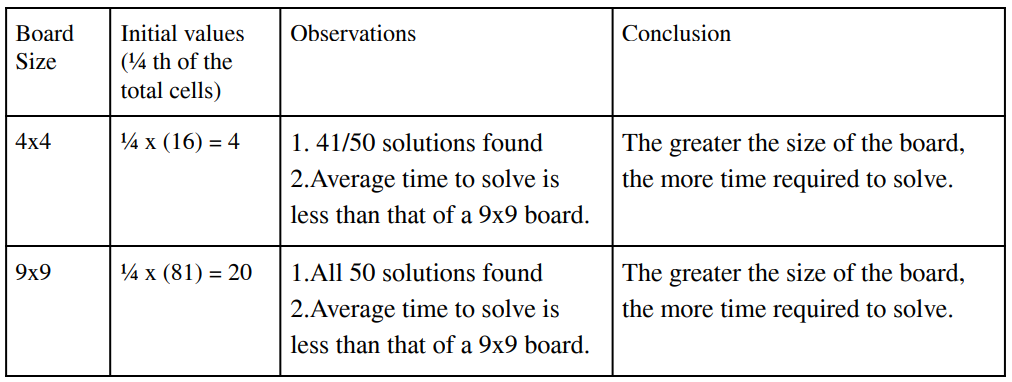 Board
Size
Initial values
(¼ th of the
total cells)
Observations
Conclusion
4x4
¼ x (16) = 4
1. 41/50 solutions found
2.Average time to solve is
less than that of a 9x9 board.
The greater the size of the board,
the more time required to solve.
9x9
¼ x (81) = 20
1.All 50 solutions found
2.Average time to solve is
less than that of a 9x9 board.
The greater the size of the board,
the more time required to solve.